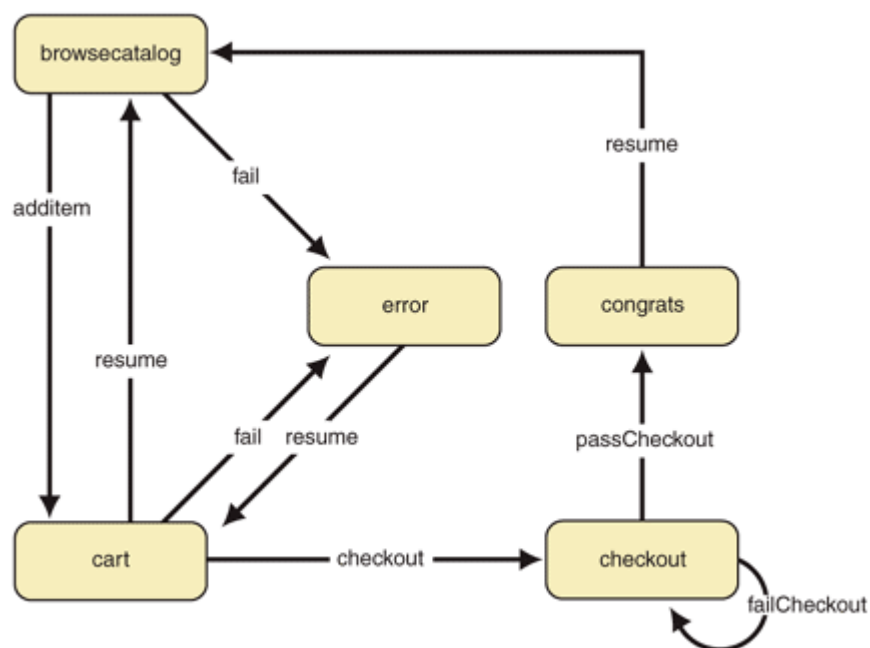 browsecatalog
resume
fail
additem
error
congrats
resume
fail
resume
passCheckout
cart
checkout
checkout
failCheckout